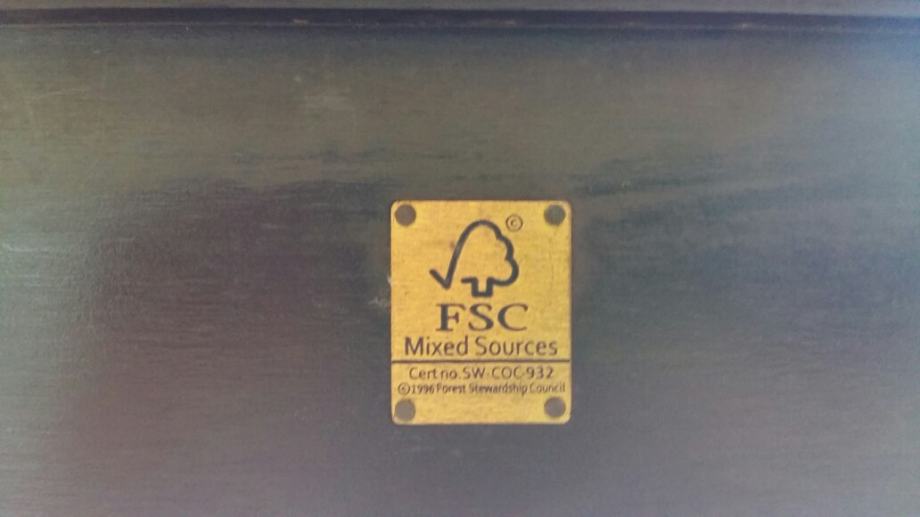 ©
FSC
Mixed Sources
Cert no. SW-COC-932
©1996 Forest Stewardship Council